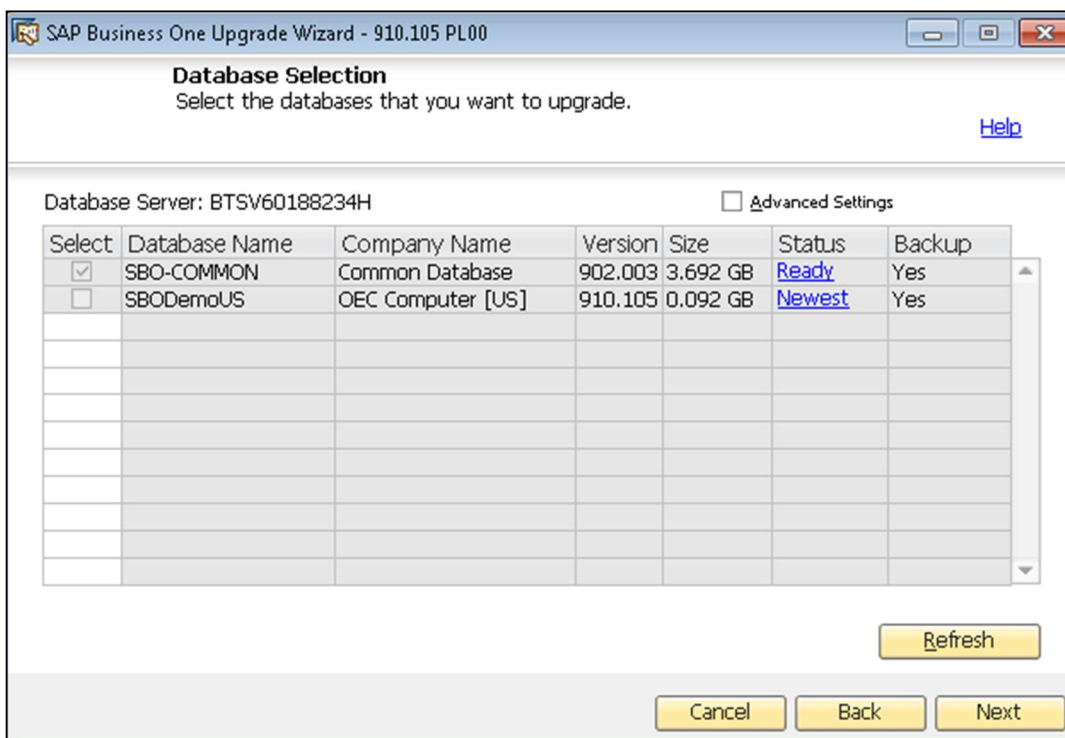 SAP Business One Upgrade Wizard - 910.105 PL00
Database Selection
Select the databases that you want to upgrade.
Help
Database Server: BTSV60188234H Advanced Settings
Select Database Name Company Name Version Size Status Backup
SBO-COMMON Common Database 902.003 3.692 GB Ready Yes
SBODemoUS OEC Computer [US] 910.105 0.092 GB Newest Yes
Refresh
Cancel Back Next